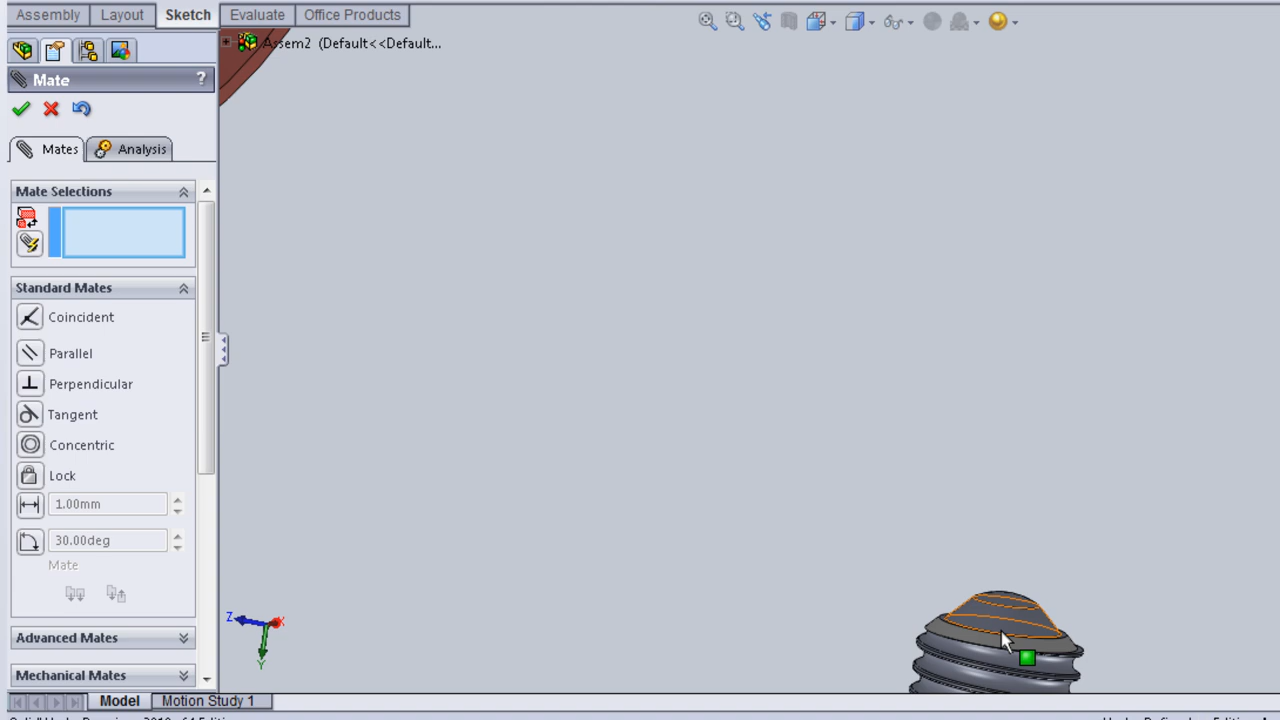 Assembly Layout Sketch Evaluate Office Products
Assem2 (Default<<Default...
Mate ?
Mates Analysis
Mate Selections
Standard Mates
Coincident
Parallel
Perpendicular
Tangent
Concentric
Lock
1.00mm
30.00deg
Mate
Z X
Y
Advanced Mates
Mechanical Mates
Model Motion Study 1